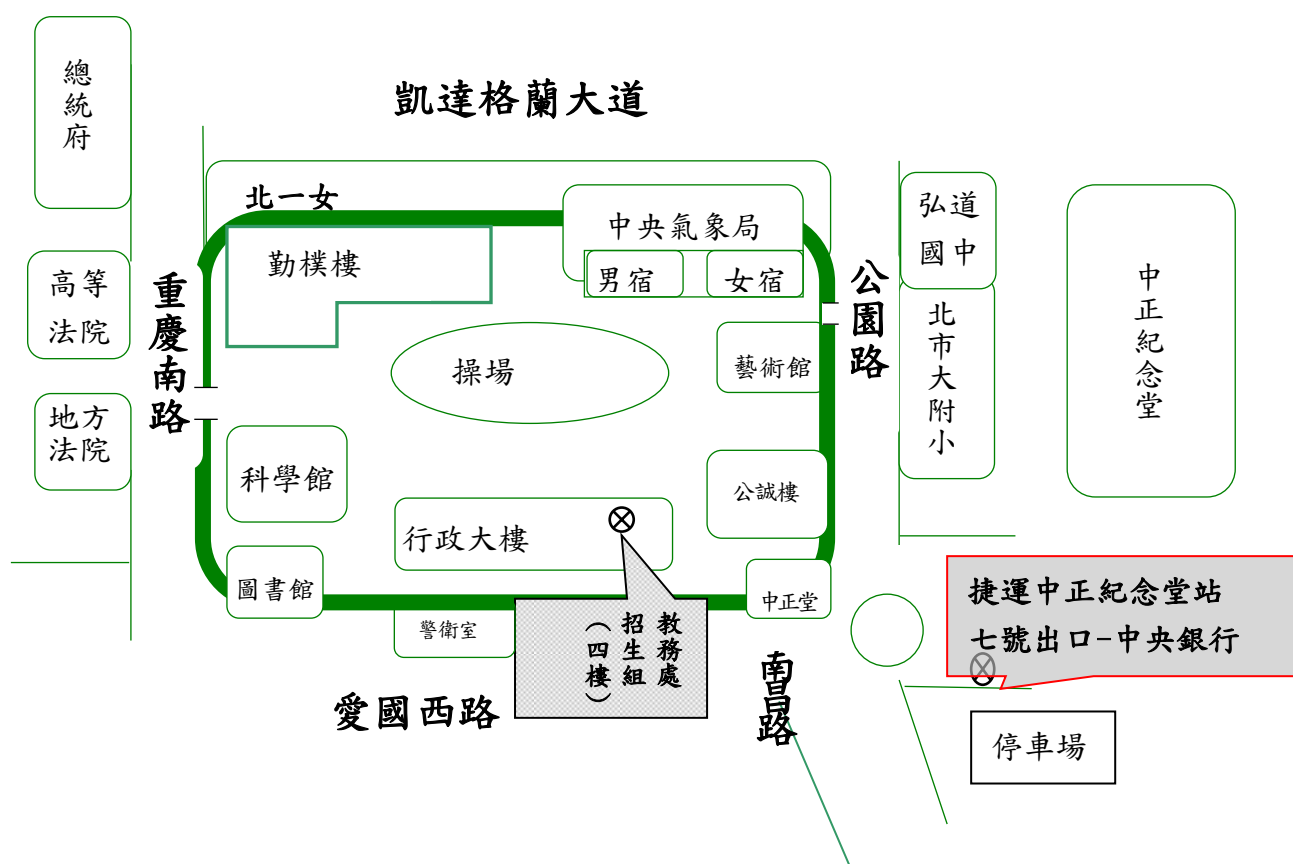 總統府
凱達格蘭大道
北一女
中央氣象局
男宿
女宿
弘道
國中
中正紀念堂
勤樸樓
高等
法院
重慶南路
公園路
北市大附小
操場
藝術館
地方
法院
科學館
公誠樓
行政大樓
圖書館
中正堂
警衛室
教務處
招生組
（四樓）
捷運中正紀念堂站
七號出口-中央銀行
愛國西路
南昌路
停車場